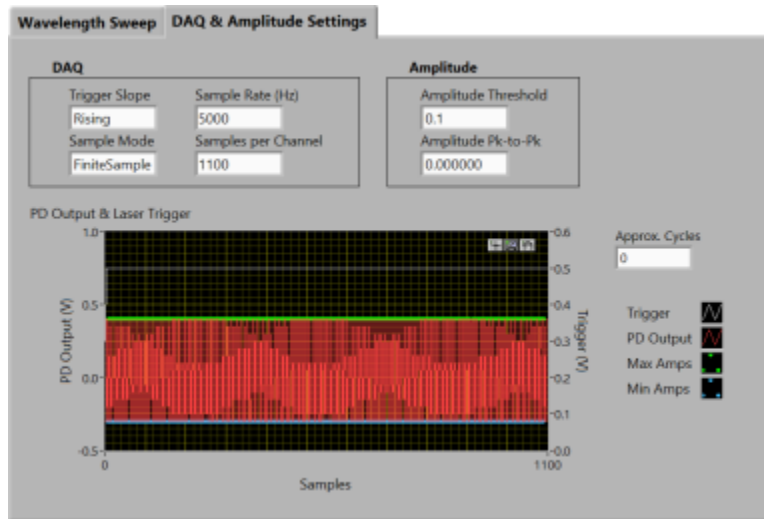 Wavelength Sweep DAQ & Amplitude Settings
DAQ
Trigger Slope Sample Rate (Hz)
Rising 5000
Sample Mode Samples per Channel
FiniteSample 1100
Amplitude
Amplitude Threshold
0.1
Amplitude Pk-to-Pk
0.000000
PD Output & Laser Trigger
1.0
0.5
0.0
-0.5
PD Output (V)
0.6
0.5
0.4
0.3
0.2
0.1
0.0
Trigger (V)
0 1100
Samples
Approx. Cycles
0
Trigger
PD Output
Max Amps
Min Amps